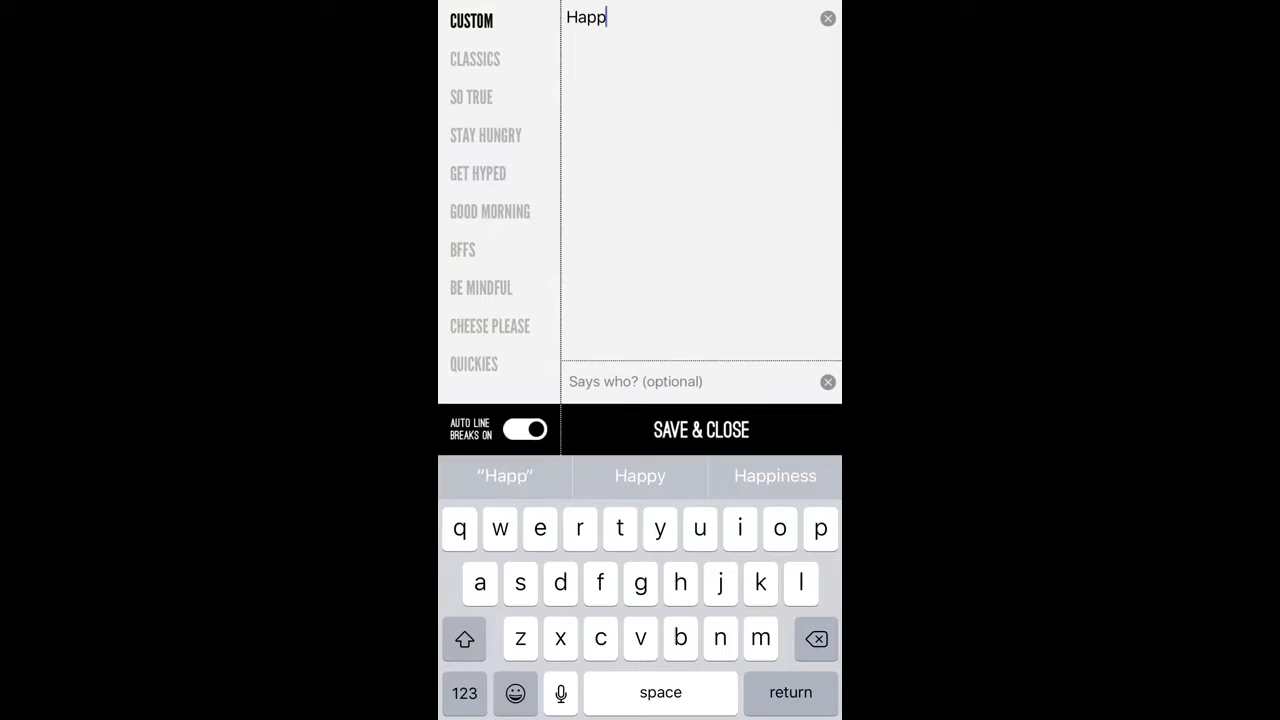 CUSTOM
Happ
CLASSICS
SO TRUE
STAY HUNGRY
GET HYPED
GOOD MORNING
BFFS
BE MINDFUL
CHEESE PLEASE
QUICKIES
Says who? (optional)
AUTO LINE
BREAKS ON
SAVE & CLOSE
“Happ” Happy Happiness
q w e r t y u i o p
a s d f g h j k l
z x c v b n m
123 space return